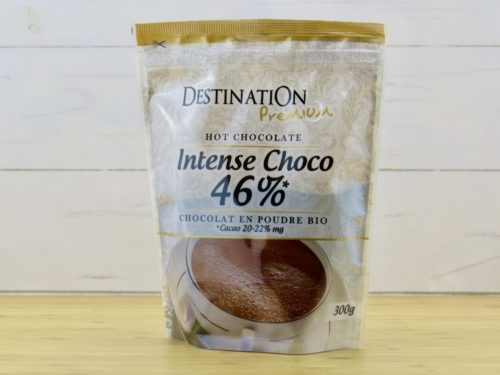 DESTINATION
Premium
HOT CHOCOLATE
Intense Choco
46%*
CHOCOLAT EN POUDRE BIO
*Cacao 20-22% mg
300g